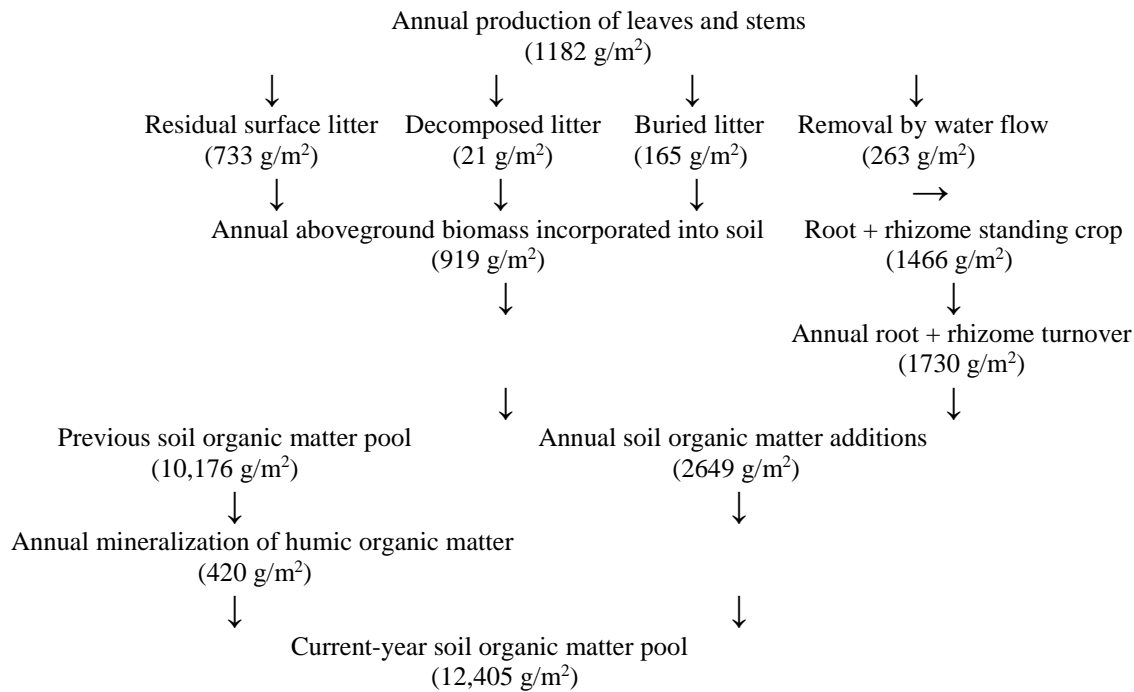 Annual production of leaves and stems
(1182 g/m²)
↓ ↓ ↓ ↓
Residual surface litter Decomposed litter Buried litter Removal by water flow
(733 g/m²) (21 g/m²) (165 g/m²) (263 g/m²)
↓ ↓ ↓ →
Annual aboveground biomass incorporated into soil Root + rhizome standing crop
(919 g/m²) (1466 g/m²)
↓ ↓
Annual root + rhizome turnover
(1730 g/m²)
↓ ↓
Previous soil organic matter pool Annual soil organic matter additions
(10,176 g/m²) (2649 g/m²)
↓ ↓
Annual mineralization of humic organic matter
(420 g/m²)
↓ ↓
Current-year soil organic matter pool
(12,405 g/m²)